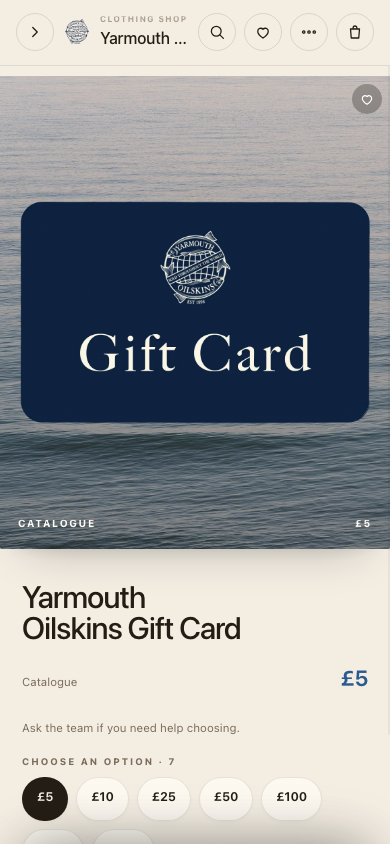 CLOTHING SHOP
Yarmouth ...
YARMOUTH
OILSKINS
EST 1898
Gift Card
CATALOGUE
£5
Yarmouth
Oilskins Gift Card
Catalogue
£5
Ask the team if you need help choosing.
CHOOSE AN OPTION · 7
£5
£10
£25
£50
£100